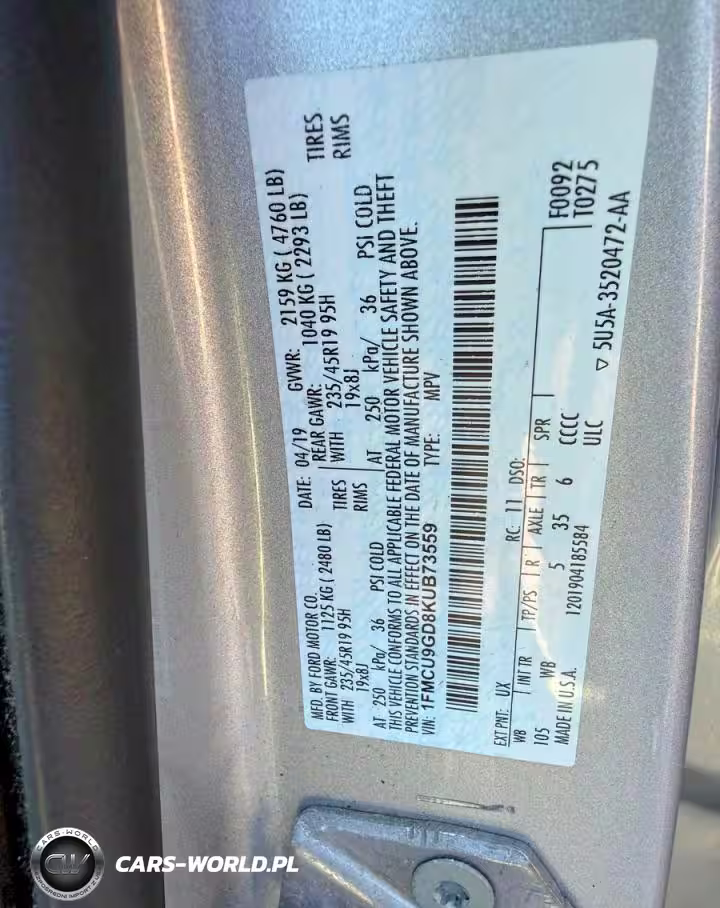 MFD. BY FORD MOTOR CO. DATE: 04/19 GVWR: 2159 KG ( 4760 LB)
FRONT GAWR: 1125 KG ( 2480 LB) REAR GAWR: 1040 KG ( 2293 LB)
WITH 235/45R19 95H TIRES WITH 235/45R19 95H TIRES
19x8J RIMS 19x8J RIMS
AT 250 kPa/ 36 PSI COLD AT 250 kPa/ 36 PSI COLD
THIS VEHICLE CONFORMS TO ALL APPLICABLE FEDERAL MOTOR VEHICLE SAFETY AND THEFT
PREVENTION STANDARDS IN EFFECT ON THE DATE OF MANUFACTURE SHOWN ABOVE.
VIN: 1FMCU9GD8KUB73559 TYPE: MPV
EXT PNT: UX RC: 11 DSO: F0092
WB INT TR TP/PS R AXLE TR SPR T0275
105 WB 5 35 6 CCCC
MADE IN U.S.A. 1201904185584 ULC ▽ 5U5A-3520472-AA
CARS-WORLD
CW
CARS-WORLD.PL